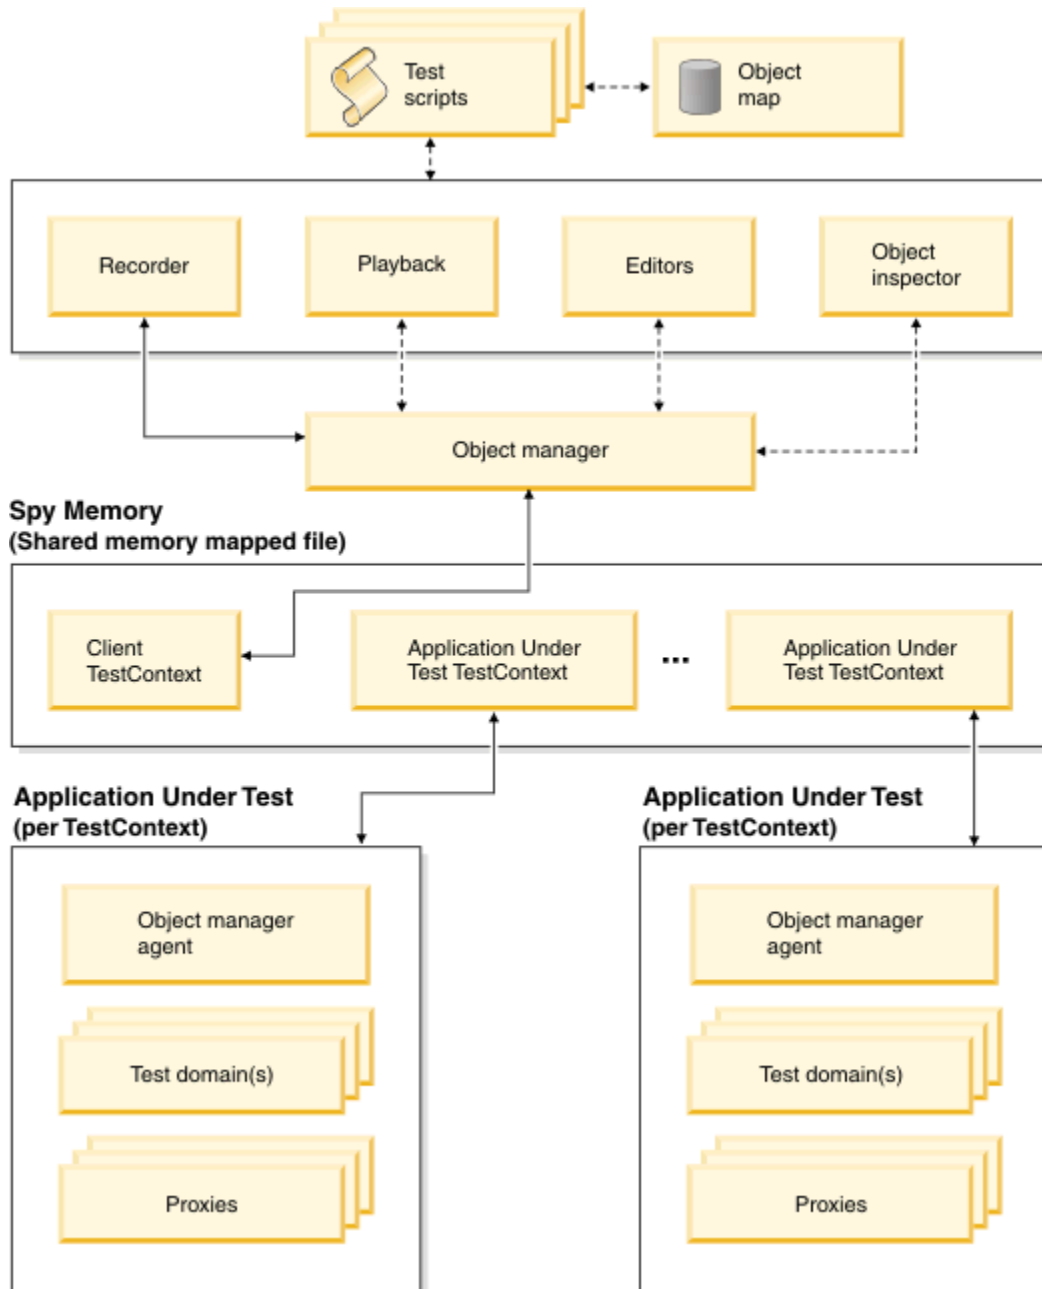 Test
scripts
Object
map
Recorder
Playback
Editors
Object
inspector
Object manager
Spy Memory
(Shared memory mapped file)
Client
TestContext
Application Under
Test TestContext
...
Application Under
Test TestContext
Application Under Test
(per TestContext)
Application Under Test
(per TestContext)
Object manager
agent
Object manager
agent
Test domain(s)
Test domain(s)
Proxies
Proxies